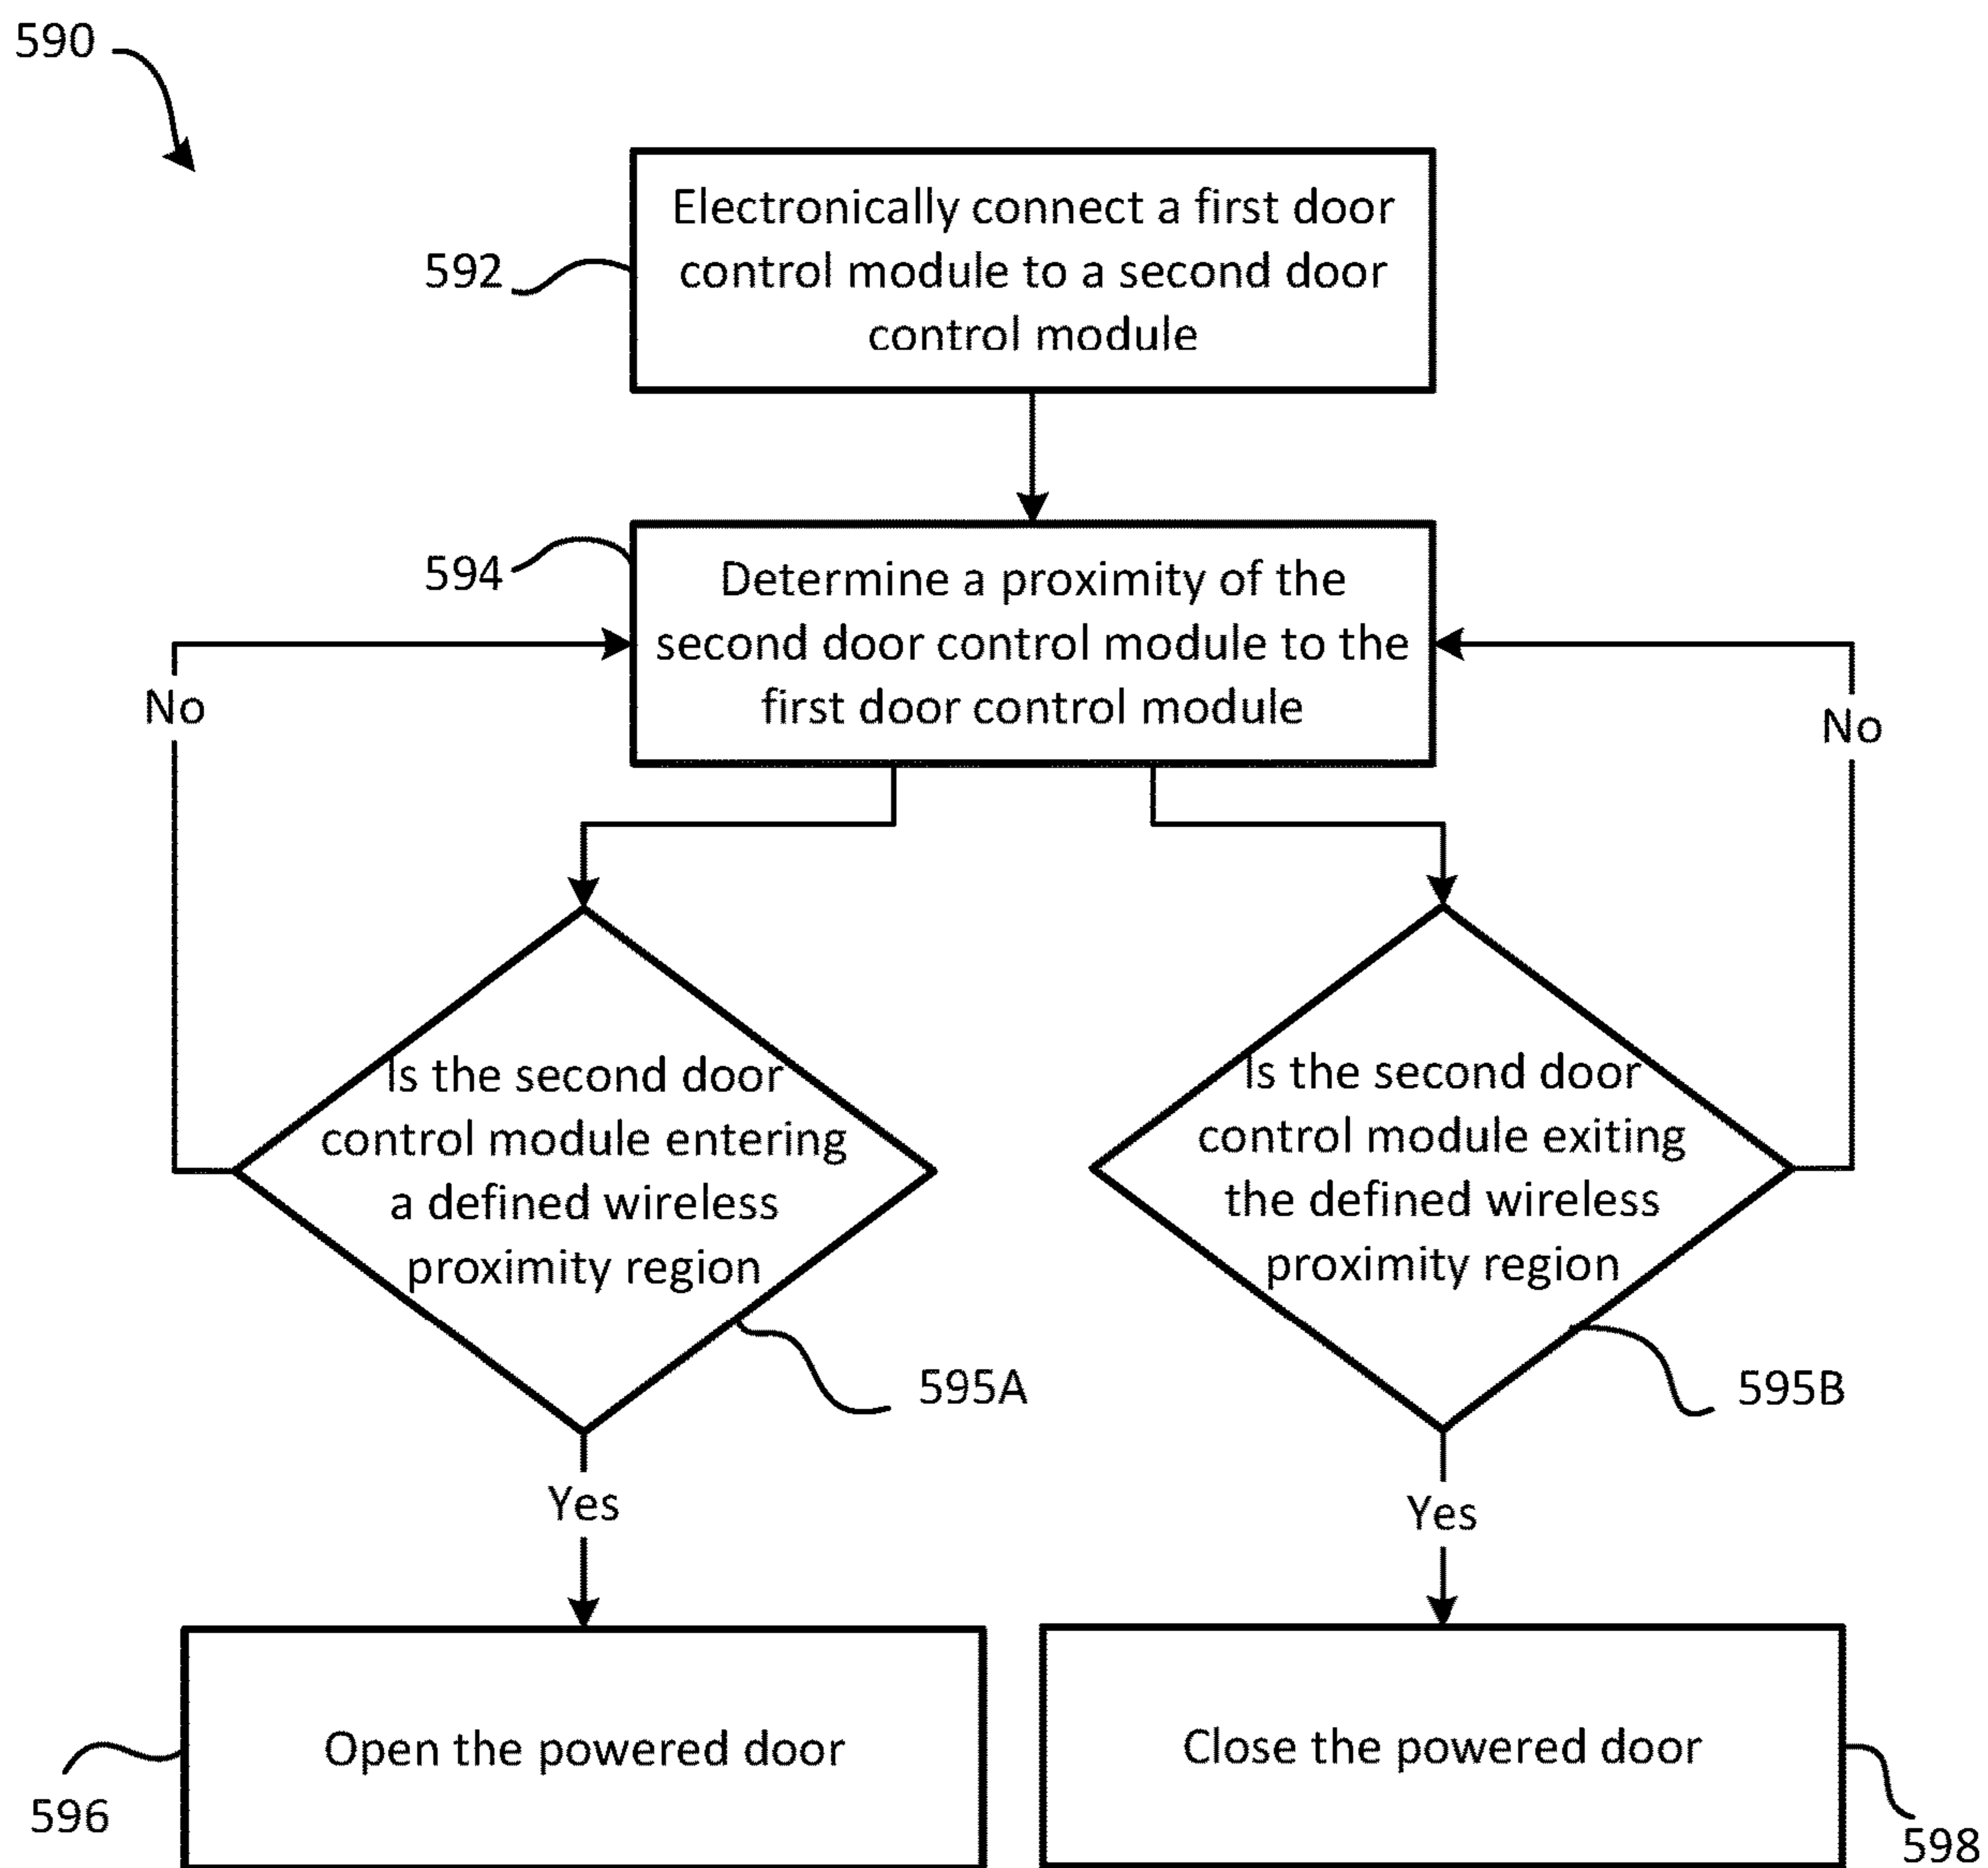 590
Electronically connect a first door
control module to a second door
control module
592
594
Determine a proximity of the
second door control module to the
first door control module
No
No
Is the second door
control module entering
a defined wireless
proximity region
Is the second door
control module exiting
the defined wireless
proximity region
595A
595B
Yes
Yes
Open the powered door
Close the powered door
596
598